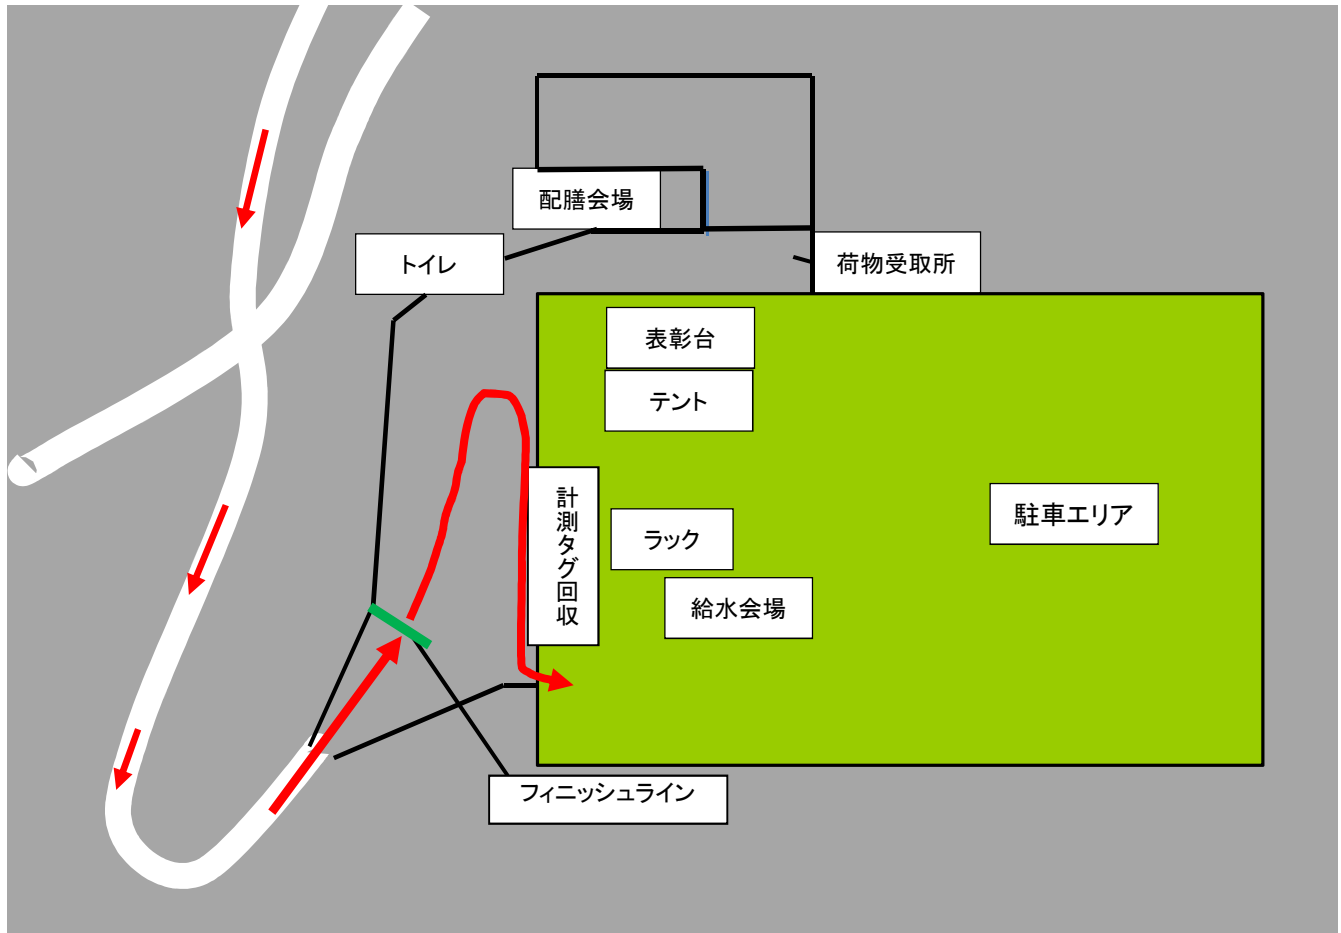 配膳会場
トイレ
荷物受取所
表彰台
テント
計測タグ回収
ラック
駐車エリア
給水会場
フィニッシュライン